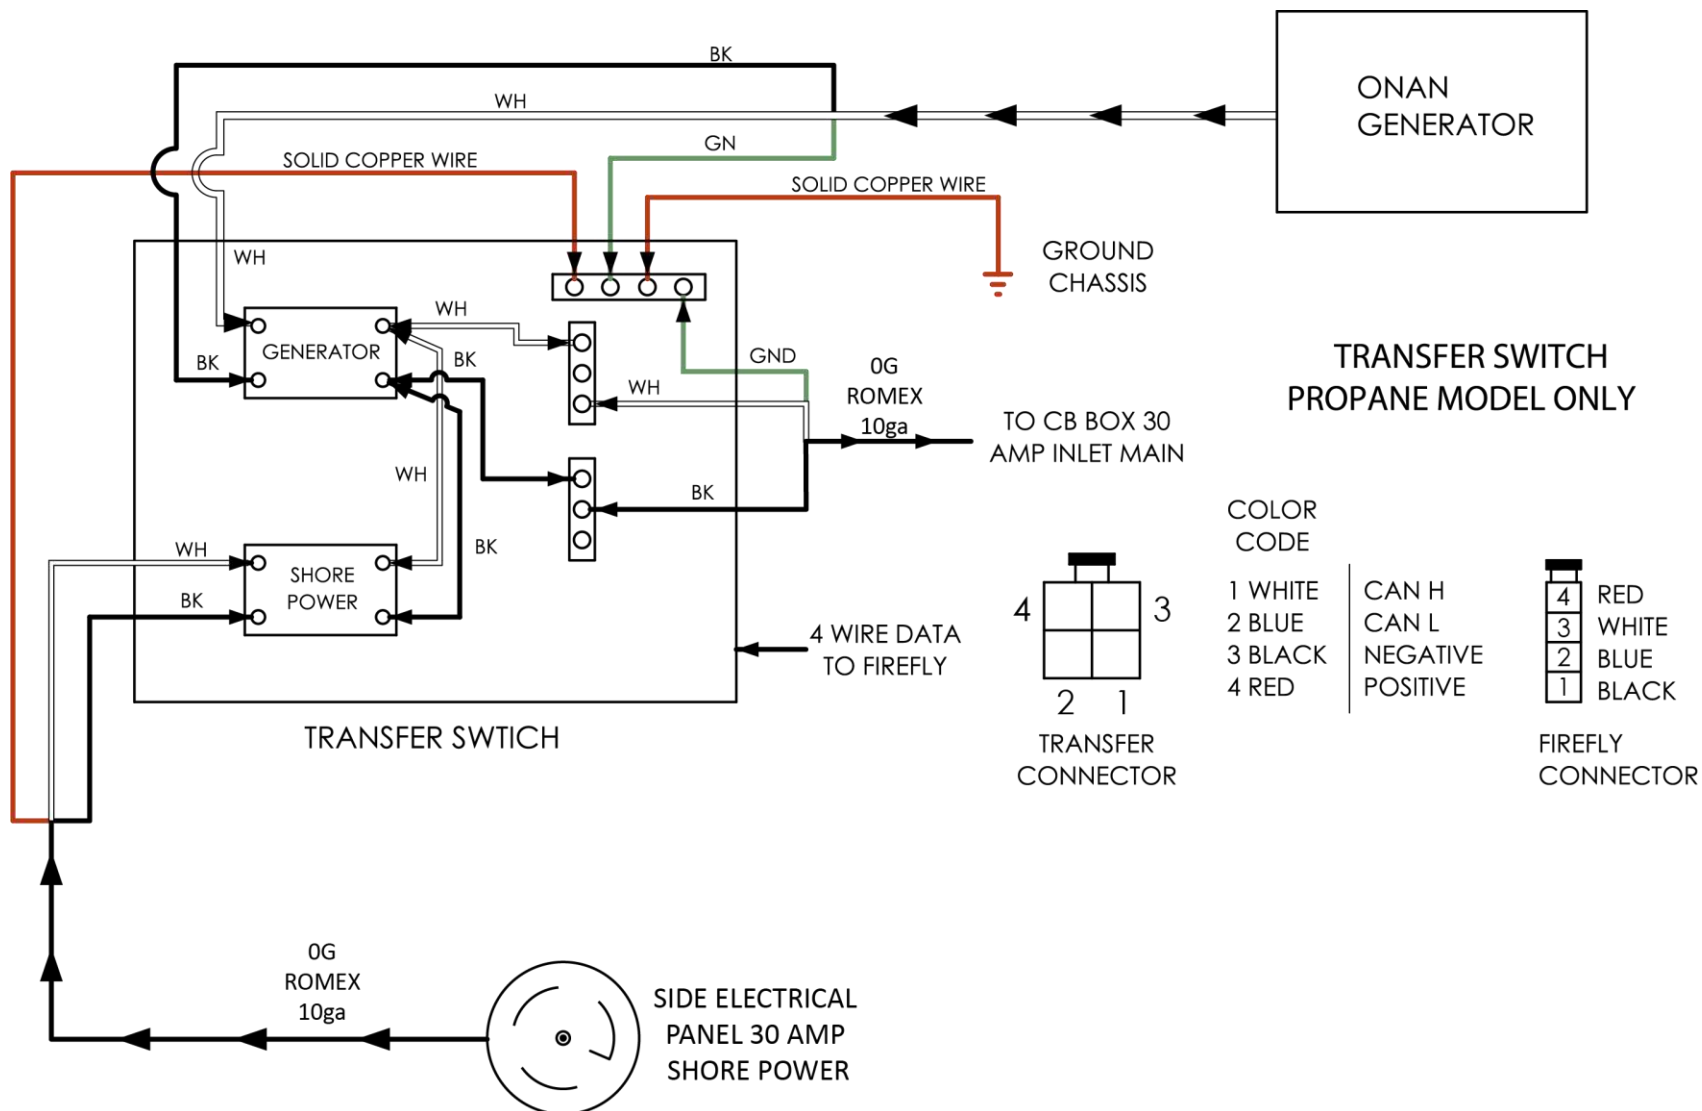 BK
WH
ONAN
GENERATOR
GN
SOLID COPPER WIRE
SOLID COPPER WIRE
WH
GROUND
CHASSIS
WH
GENERATOR
BK
BK
GND
WH
0G
ROMEX
10ga
TRANSFER SWITCH
PROPANE MODEL ONLY
TO CB BOX 30
AMP INLET MAIN
WH
BK
WH
BK
SHORE
POWER
BK
4 WIRE DATA
TO FIREFLY
TRANSFER SWTICH
4
3
2
1
TRANSFER
CONNECTOR
COLOR
CODE
1 WHITE CAN H
2 BLUE CAN L
3 BLACK NEGATIVE
4 RED POSITIVE
4 RED
3 WHITE
2 BLUE
1 BLACK
FIREFLY
CONNECTOR
0G
ROMEX
10ga
SIDE ELECTRICAL
PANEL 30 AMP
SHORE POWER